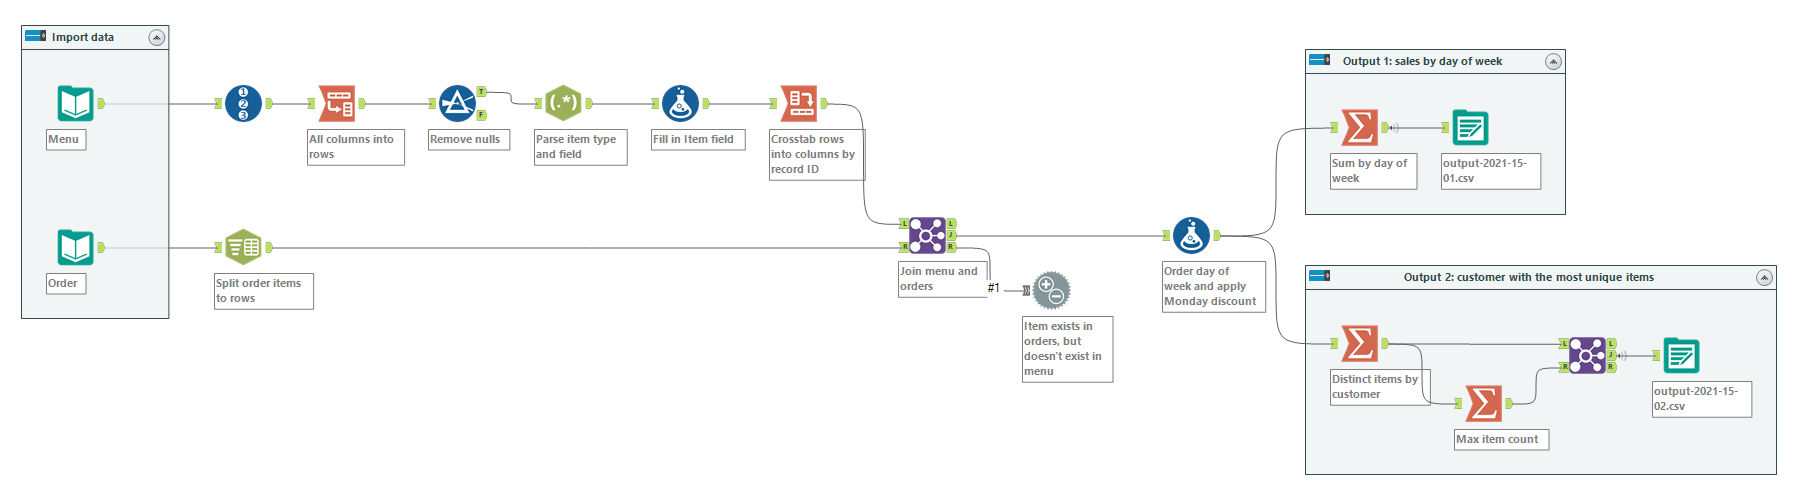 Import data
Menu
Order
1
2
3
All columns into
rows
T
F
Remove nulls
(.*)
Parse item type
and field
Fill in Item field
Crosstab rows
into columns by
record ID
Split order items
to rows
L
R
L
J
R
Join menu and
orders
#1
Item exists in
orders, but
doesn't exist in
menu
Order day of
week and apply
Monday discount
Output 1: sales by day of week
Σ
Sum by day of
week
output-2021-15-
01.csv
Output 2: customer with the most unique items
Σ
Distinct items by
customer
Σ
Max item count
L
R
L
J
R
output-2021-15-
02.csv